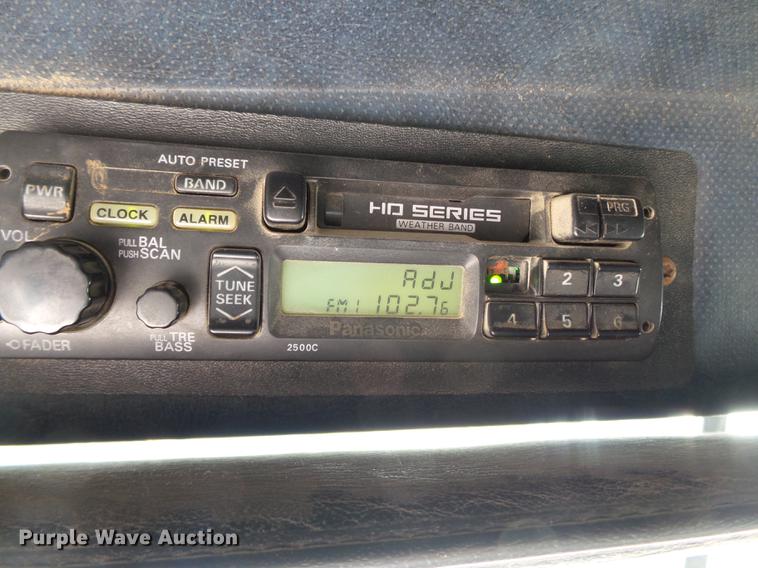 AUTO PRESET
PWR
BAND
CLOCK
ALARM
HD SERIES
WEATHER BAND
PRG
VOL
PULL BAL
PUSH SCAN
TUNE
SEEK
ADJ
FM1 102.76
2 3
4 5 6
Panasonic
FADER
PULL TRE
BASS
2500C
Purple Wave Auction